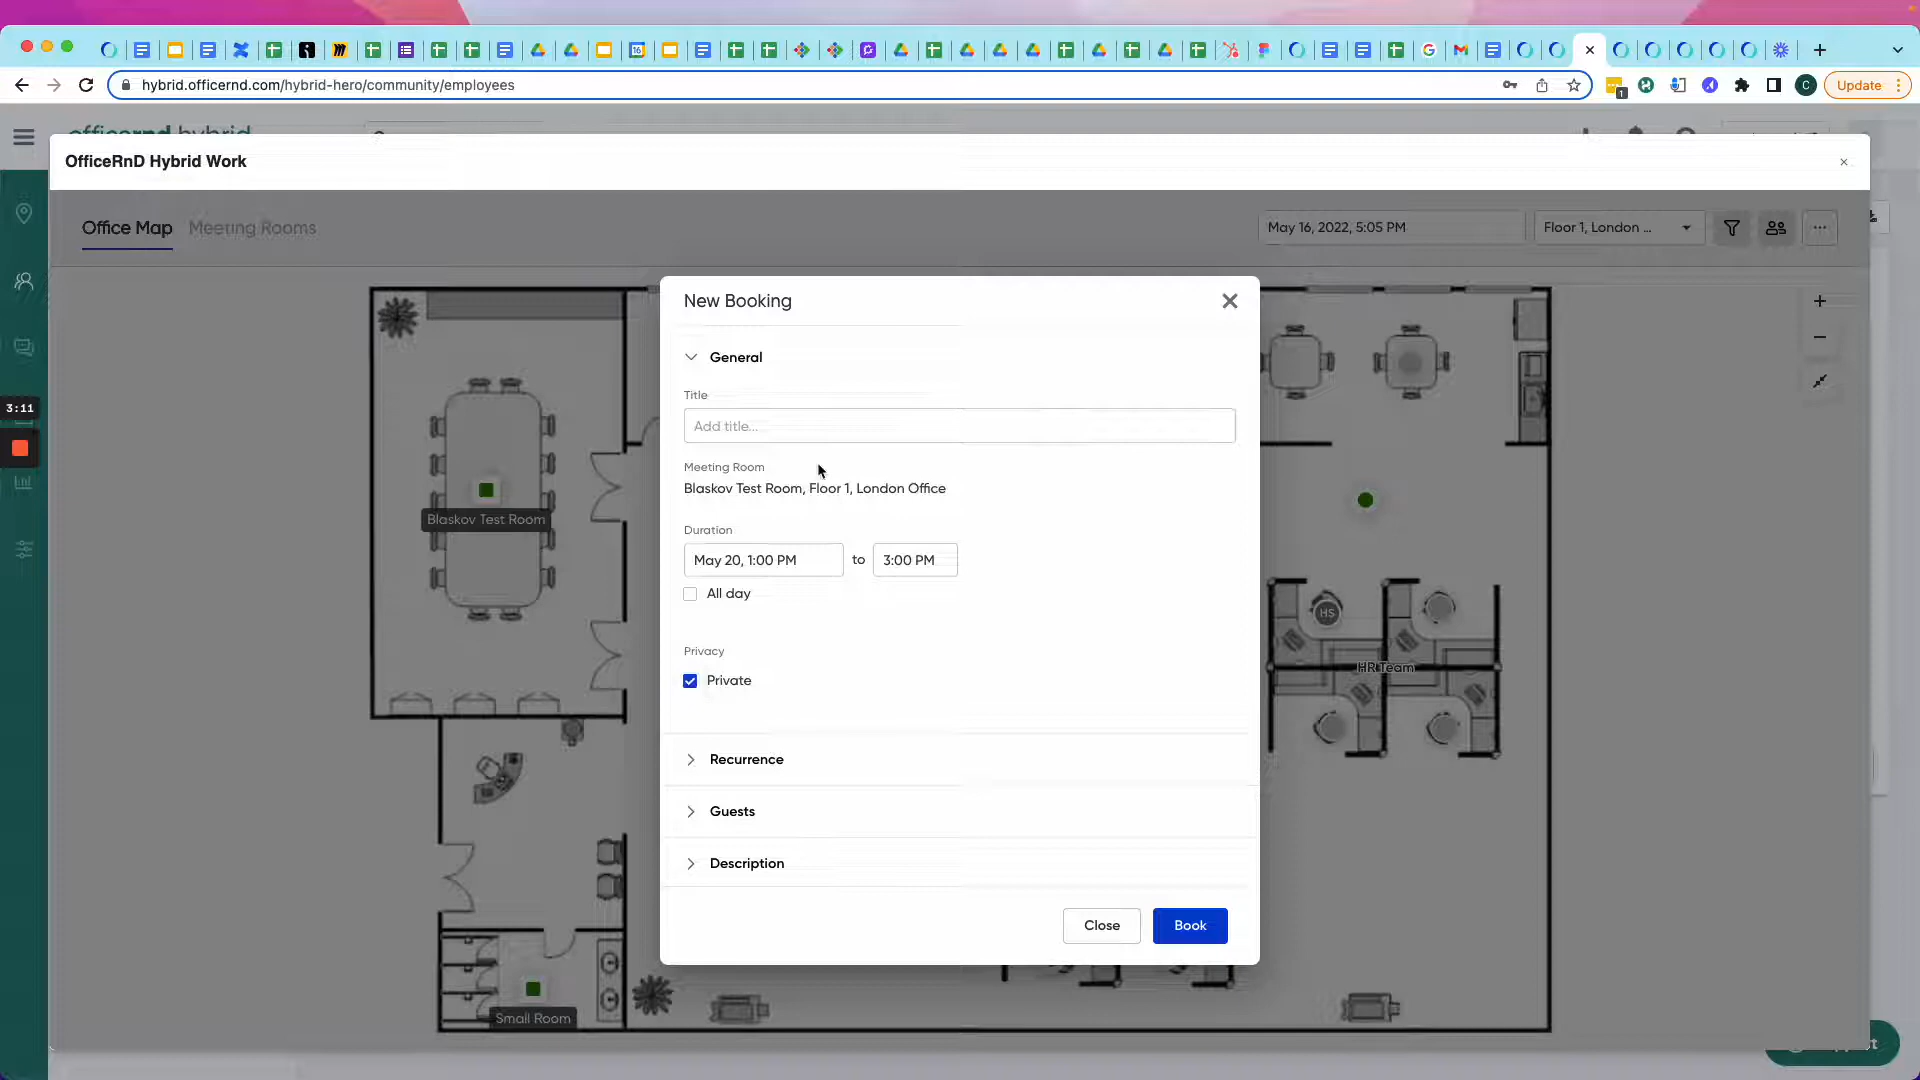 hybrid.officernd.com/hybrid-hero/community/employees
1
C
Update
officernd hybrid
OfficeRnD Hybrid Work
Office Map
Meeting Rooms
May 16, 2022, 5:05 PM
Floor 1, London ...
New Booking
General
Title
Add title...
Meeting Room
Blaskov Test Room, Floor 1, London Office
Duration
May 20, 1:00 PM
to
3:00 PM
All day
Privacy
Private
Recurrence
Guests
Description
Close
Book
3:11
Blaskov Test Room
Small Room
HS
HR Team